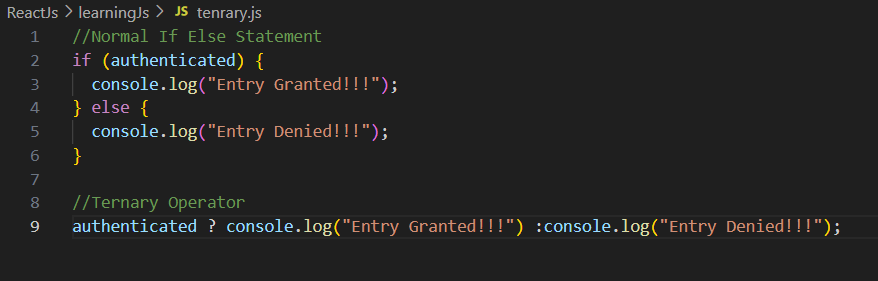 ReactJs > learningJs > JS tenrary.js
1 //Normal If Else Statement
2 if (authenticated) {
3   console.log("Entry Granted!!!");
4 } else {
5   console.log("Entry Denied!!!");
6 }
7
8 //Ternary Operator
9 authenticated ? console.log("Entry Granted!!!") :console.log("Entry Denied!!!");